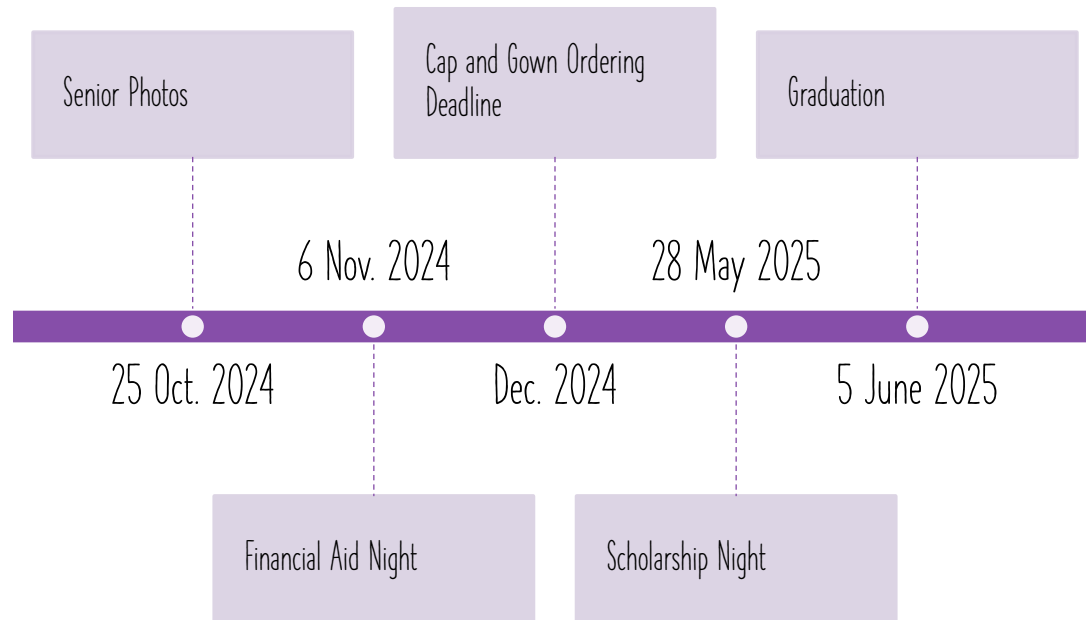 Senior Photos
Cap and Gown Ordering
Deadline
Graduation
6 Nov. 2024
28 May 2025
25 Oct. 2024
Dec. 2024
5 June 2025
Financial Aid Night
Scholarship Night